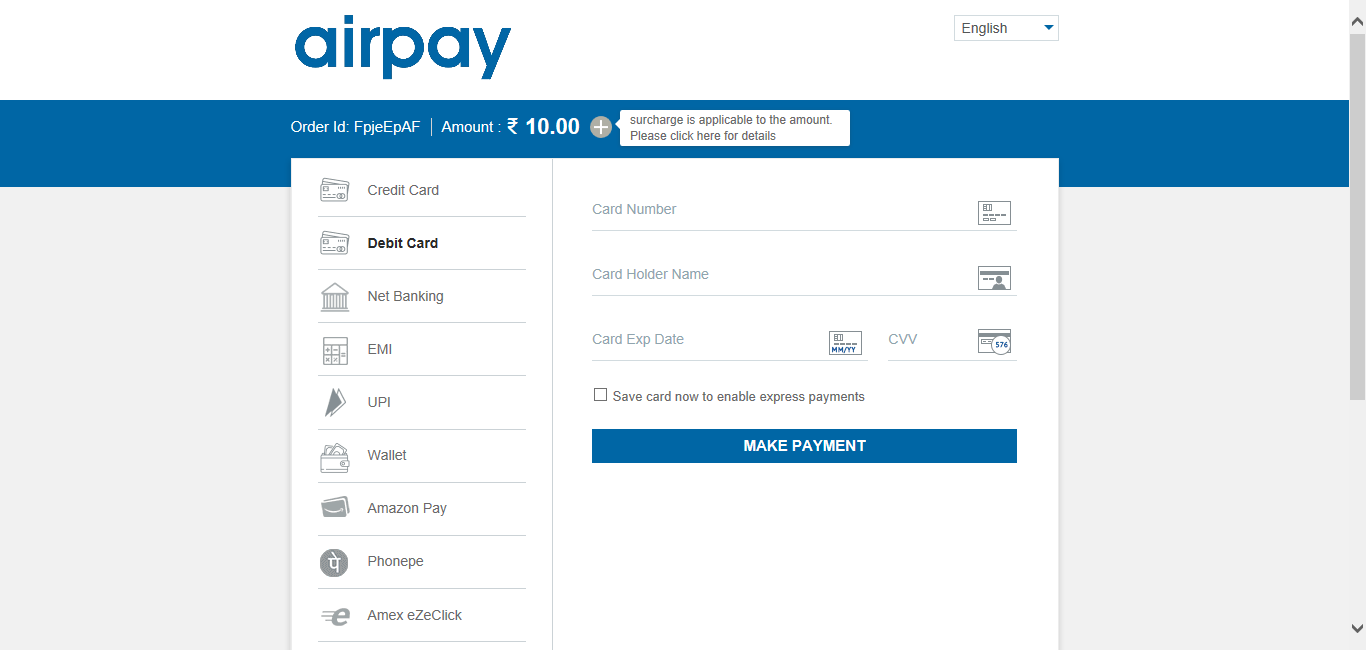 airpay
English
Order Id: FpjeEpAF
Amount : ₹ 10.00
surcharge is applicable to the amount.
Please click here for details
Credit Card
Debit Card
Net Banking
EMI
UPI
Wallet
Amazon Pay
Phonepe
Amex eZeClick
Card Number
Card Holder Name
Card Exp Date
MM/YY
CVV
576
Save card now to enable express payments
MAKE PAYMENT